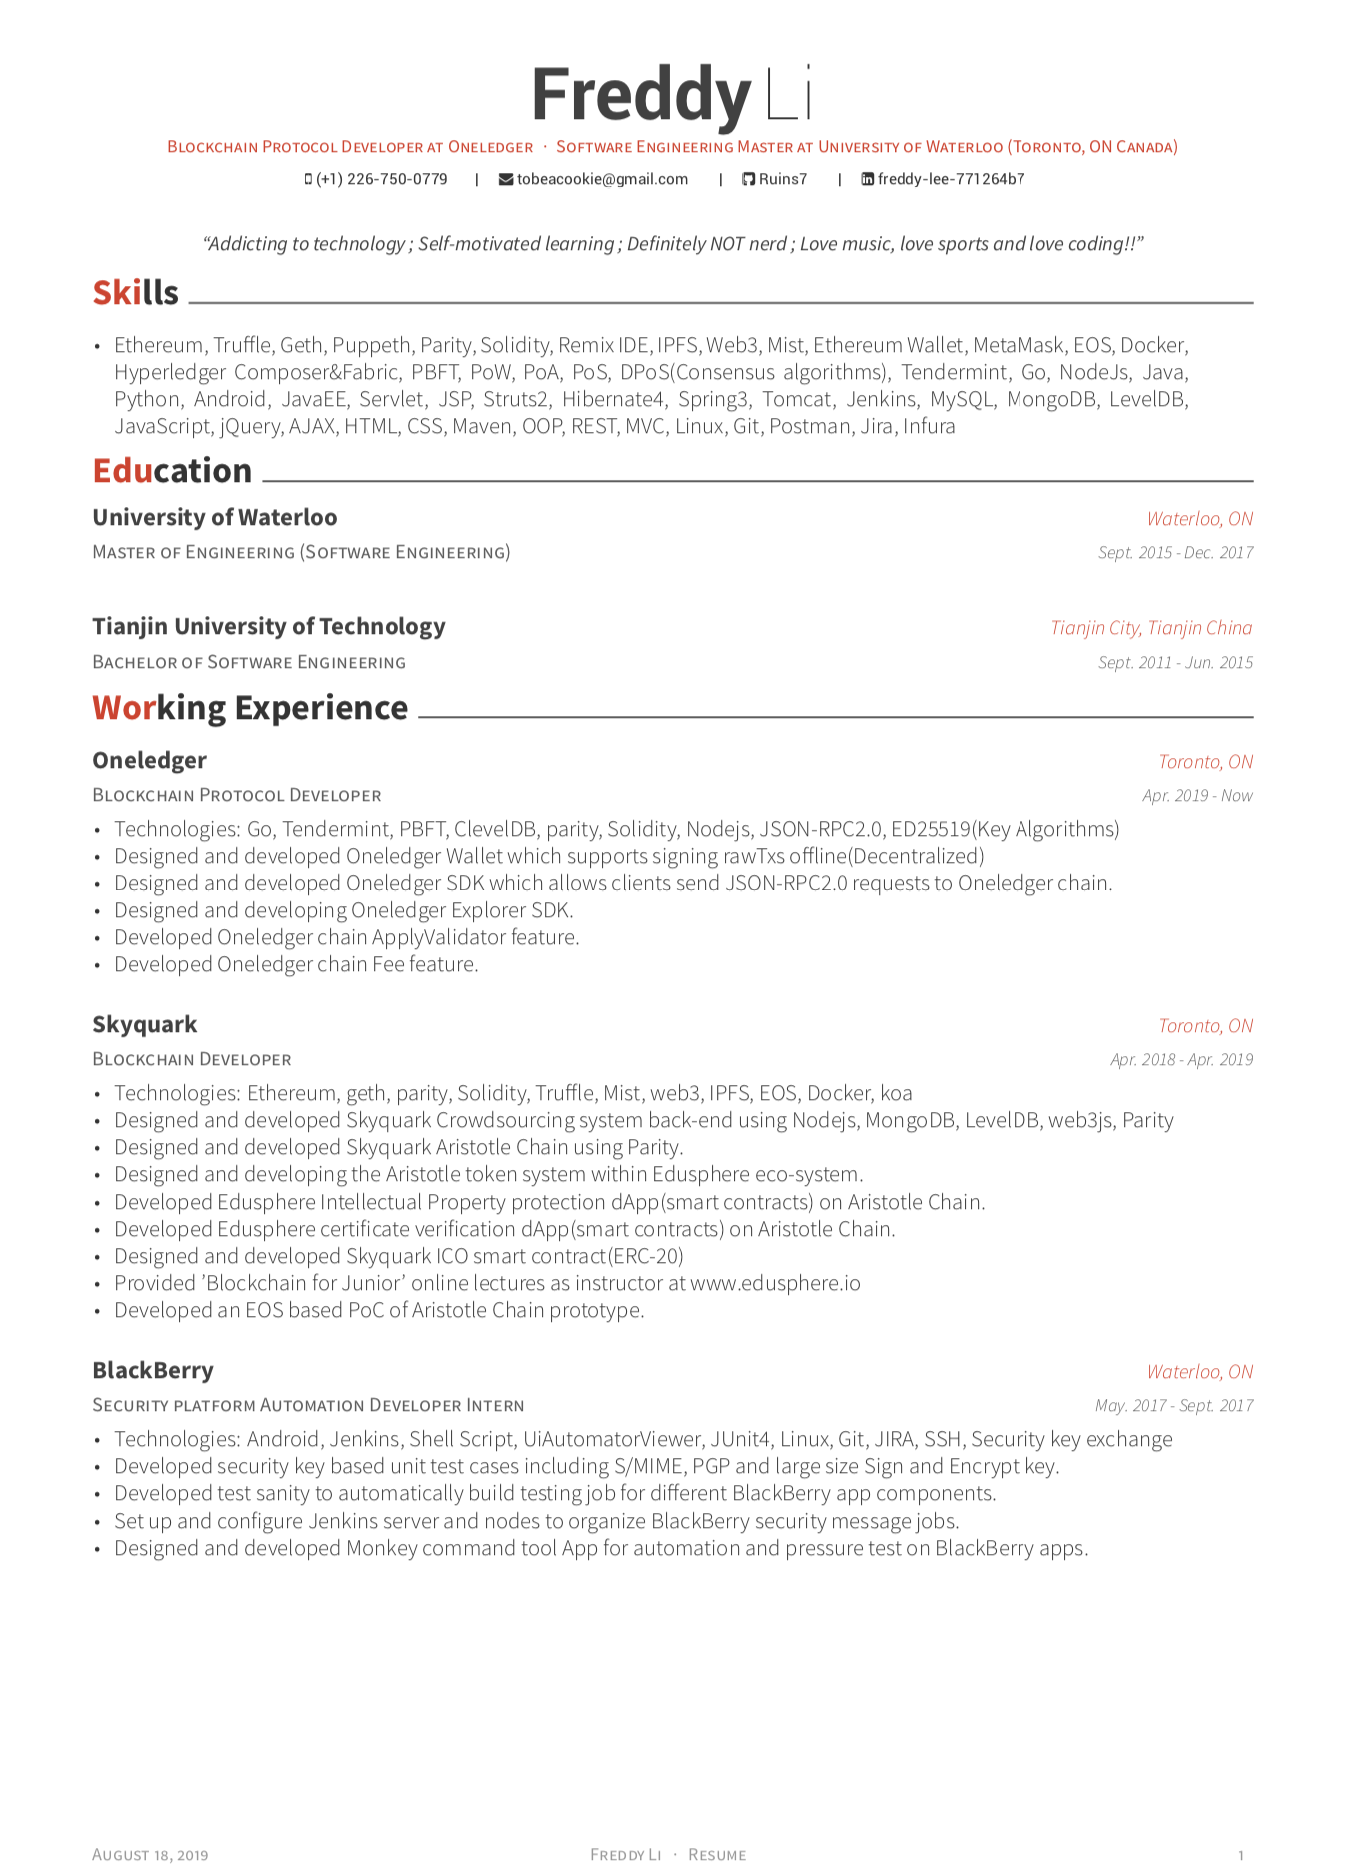 Freddy Li
Blockchain Protocol Developer at Oneledger · Software Engineering Master at University of Waterloo (Toronto, ON Canada)
(+1) 226-750-0779 | tobeacookie@gmail.com | Ruins7 | freddy-lee-771264b7
“Addicting to technology; Self-motivated learning; Definitely NOT nerd; Love music, love sports and love coding!!”
Skills
• Ethereum, Truffle, Geth, Puppeth, Parity, Solidity, Remix IDE, IPFS, Web3, Mist, Ethereum Wallet, MetaMask, EOS, Docker,
Hyperledger Composer&Fabric, PBFT, PoW, PoA, PoS, DPoS(Consensus algorithms), Tendermint, Go, NodeJs, Java,
Python, Android, JavaEE, Servlet, JSP, Struts2, Hibernate4, Spring3, Tomcat, Jenkins, MySQL, MongoDB, LevelDB,
JavaScript, jQuery, AJAX, HTML, CSS, Maven, OOP, REST, MVC, Linux, Git, Postman, Jira, Infura
Education
University of Waterloo Waterloo, ON
Master of Engineering (Software Engineering) Sept. 2015 - Dec. 2017
Tianjin University of Technology Tianjin City, Tianjin China
Bachelor of Software Engineering Sept. 2011 - Jun. 2015
Working Experience
Oneledger Toronto, ON
Blockchain Protocol Developer Apr. 2019 - Now
• Technologies: Go, Tendermint, PBFT, ClevelDB, parity, Solidity, Nodejs, JSON-RPC2.0, ED25519(Key Algorithms)
• Designed and developed Oneledger Wallet which supports signing rawTxs offline(Decentralized)
• Designed and developed Oneledger SDK which allows clients send JSON-RPC2.0 requests to Oneledger chain.
• Designed and developing Oneledger Explorer SDK.
• Developed Oneledger chain ApplyValidator feature.
• Developed Oneledger chain Fee feature.
Skyquark Toronto, ON
Blockchain Developer Apr. 2018 - Apr. 2019
• Technologies: Ethereum, geth, parity, Solidity, Truffle, Mist, web3, IPFS, EOS, Docker, koa
• Designed and developed Skyquark Crowdsourcing system back-end using Nodejs, MongoDB, LevelDB, web3js, Parity
• Designed and developed Skyquark Aristotle Chain using Parity.
• Designed and developing the Aristotle token system within Edusphere eco-system.
• Developed Edusphere Intellectual Property protection dApp(smart contracts) on Aristotle Chain.
• Developed Edusphere certificate verification dApp(smart contracts) on Aristotle Chain.
• Designed and developed Skyquark ICO smart contract(ERC-20)
• Provided ’Blockchain for Junior’ online lectures as instructor at www.edusphere.io
• Developed an EOS based PoC of Aristotle Chain prototype.
BlackBerry Waterloo, ON
Security platform Automation Developer Intern May. 2017 - Sept. 2017
• Technologies: Android, Jenkins, Shell Script, UiAutomatorViewer, JUnit4, Linux, Git, JIRA, SSH, Security key exchange
• Developed security key based unit test cases including S/MIME, PGP and large size Sign and Encrypt key.
• Developed test sanity to automatically build testing job for different BlackBerry app components.
• Set up and configure Jenkins server and nodes to organize BlackBerry security message jobs.
• Designed and developed Monkey command tool App for automation and pressure test on BlackBerry apps.
August 18, 2019 Freddy Li · Resume 1